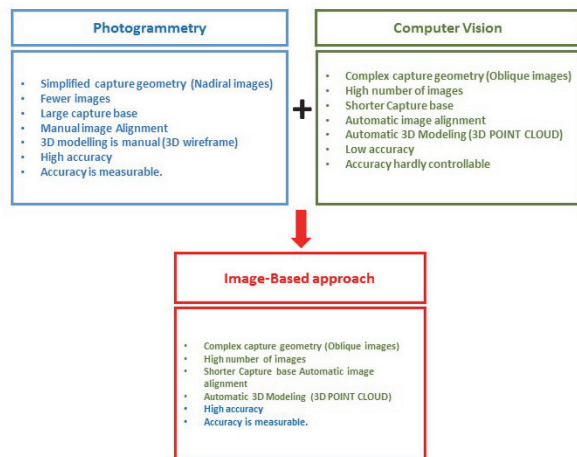 Photogrammetry
Simplified capture geometry (Nadiral images)
Fewer images
Large capture base
Manual image Alignment
3D modelling is manual (3D wireframe)
High accuracy
Accuracy is measurable.
+
Computer Vision
Complex capture geometry (Oblique images)
High number of images
Shorter Capture base
Automatic image alignment
Automatic 3D Modeling (3D POINT CLOUD)
Low accuracy
Accuracy hardly controllable
Image-Based approach
Complex capture geometry (Oblique images)
High number of images
Shorter Capture base Automatic image
alignment
Automatic 3D Modeling (3D POINT CLOUD)
High accuracy
Accuracy is measurable.